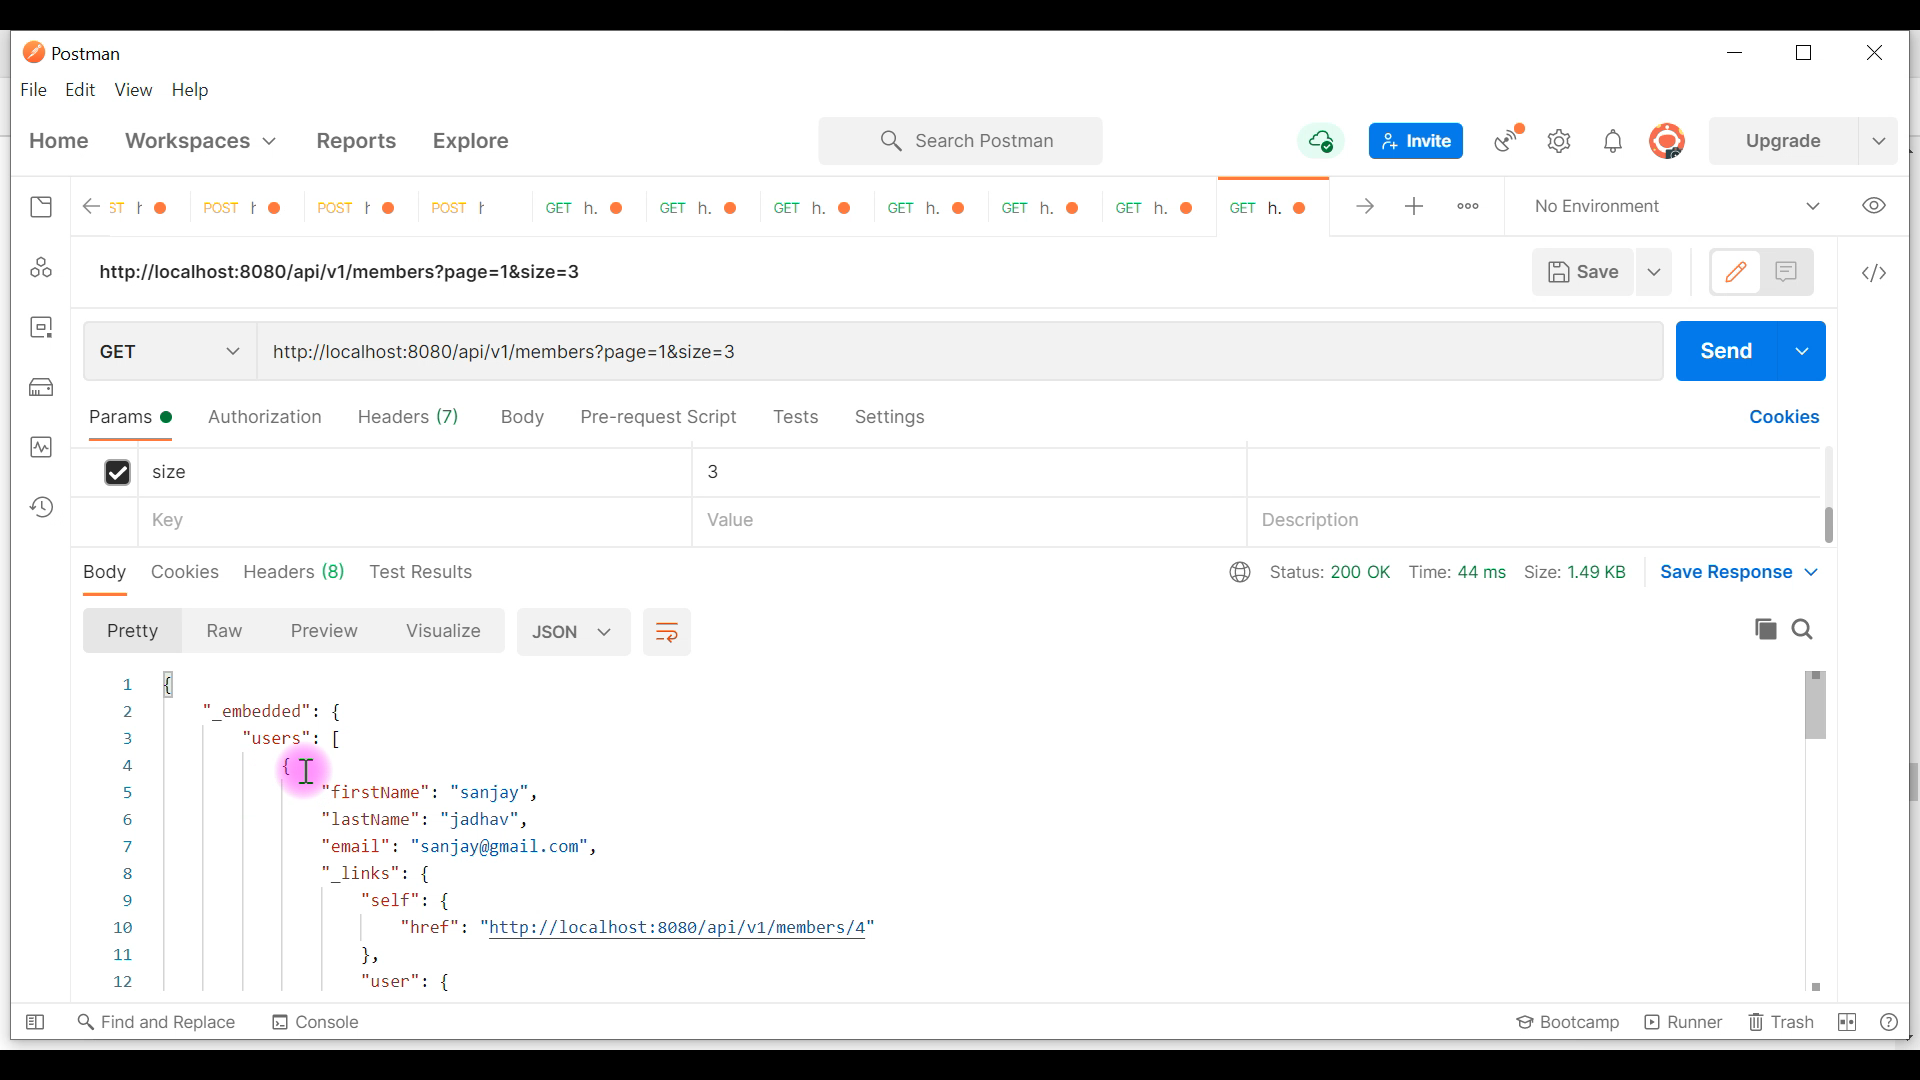 Postman
File Edit View Help
Home Workspaces Reports Explore Search Postman Invite Upgrade
ST h POST h POST h POST h GET h. GET h. GET h. GET h. GET h. GET h. GET h. No Environment
http://localhost:8080/api/v1/members?page=1&size=3 Save
GET http://localhost:8080/api/v1/members?page=1&size=3 Send
Params Authorization Headers (7) Body Pre-request Script Tests Settings Cookies
size 3
Key Value Description
Body Cookies Headers (8) Test Results Status: 200 OK Time: 44 ms Size: 1.49 KB Save Response
Pretty Raw Preview Visualize JSON
1 {
2 "_embedded": {
3 "users": [
4 {
5 "firstName": "sanjay",
6 "lastName": "jadhav",
7 "email": "sanjay@gmail.com",
8 "_links": {
9 "self": {
10 "href": "http://localhost:8080/api/v1/members/4"
11 },
12 "user": {
Find and Replace Console Bootcamp Runner Trash